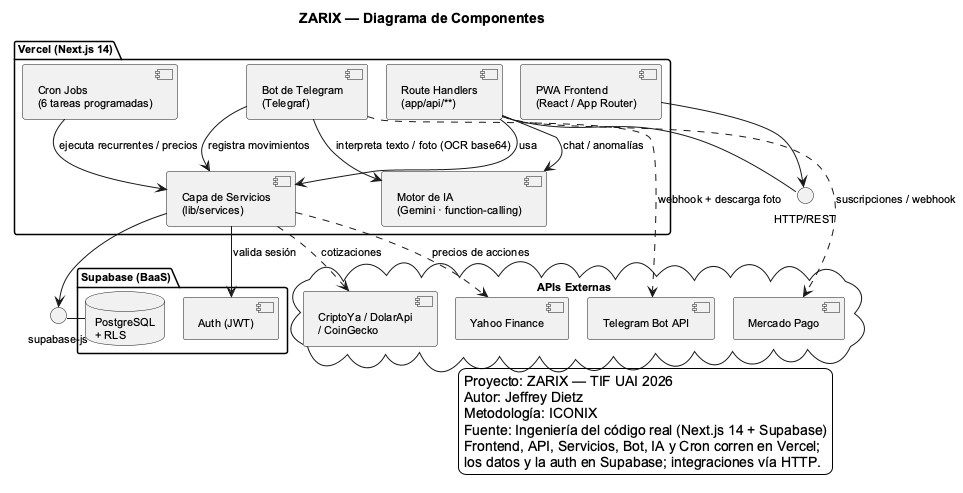 ZARIX — Diagrama de Componentes
Vercel (Next.js 14)
Cron Jobs
(6 tareas programadas)
Bot de Telegram
(Telegraf)
Route Handlers
(app/api/**)
PWA Frontend
(React / App Router)
ejecuta recurrentes / precios
registra movimientos
interpreta texto / foto (OCR base64)
usa
chat / anomalías
Capa de Servicios
(lib/services)
Motor de IA
(Gemini · function-calling)
webhook + descarga foto
suscripciones / webhook
HTTP/REST
valida sesión
cotizaciones
precios de acciones
Supabase (BaaS)
PostgreSQL
+ RLS
Auth (JWT)
supabase-js
APIs Externas
CriptoYa / DolarApi
/ CoinGecko
Yahoo Finance
Telegram Bot API
Mercado Pago
Proyecto: ZARIX — TIF UAI 2026
Autor: Jeffrey Dietz
Metodología: ICONIX
Fuente: Ingeniería del código real (Next.js 14 + Supabase)
Frontend, API, Servicios, Bot, IA y Cron corren en Vercel;
los datos y la auth en Supabase; integraciones vía HTTP.